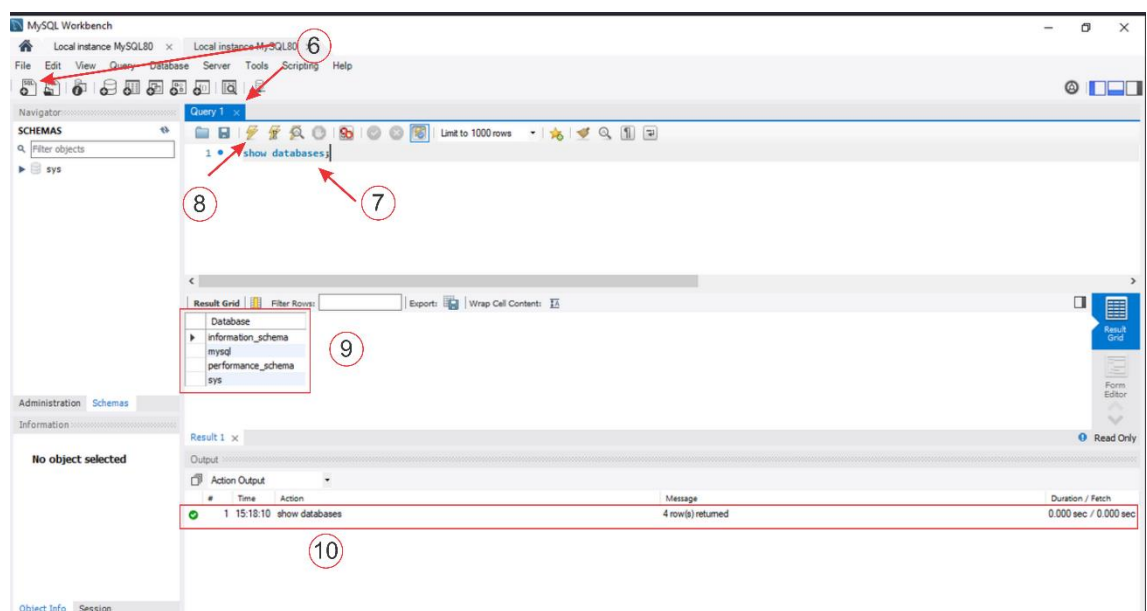 MySQL Workbench
Local instance MySQL80 × Local instance MySQL80 ×
6
File Edit View Query Database Server Tools Scripting Help
Navigator
Query 1 ×
SCHEMAS
Limit to 1000 rows
Filter objects
1 show databases;
sys
8
7
Result Grid Filter Rows: Export: Wrap Cell Content:
Result Grid
Database
information_schema
mysql
performance_schema
sys
9
Form Editor
Administration Schemas
Information
Result 1 ×
Read Only
No object selected
Output
Action Output
# Time Action Message Duration / Fetch
1 15:18:10 show databases 4 row(s) returned 0.000 sec / 0.000 sec
10
Object Info Session